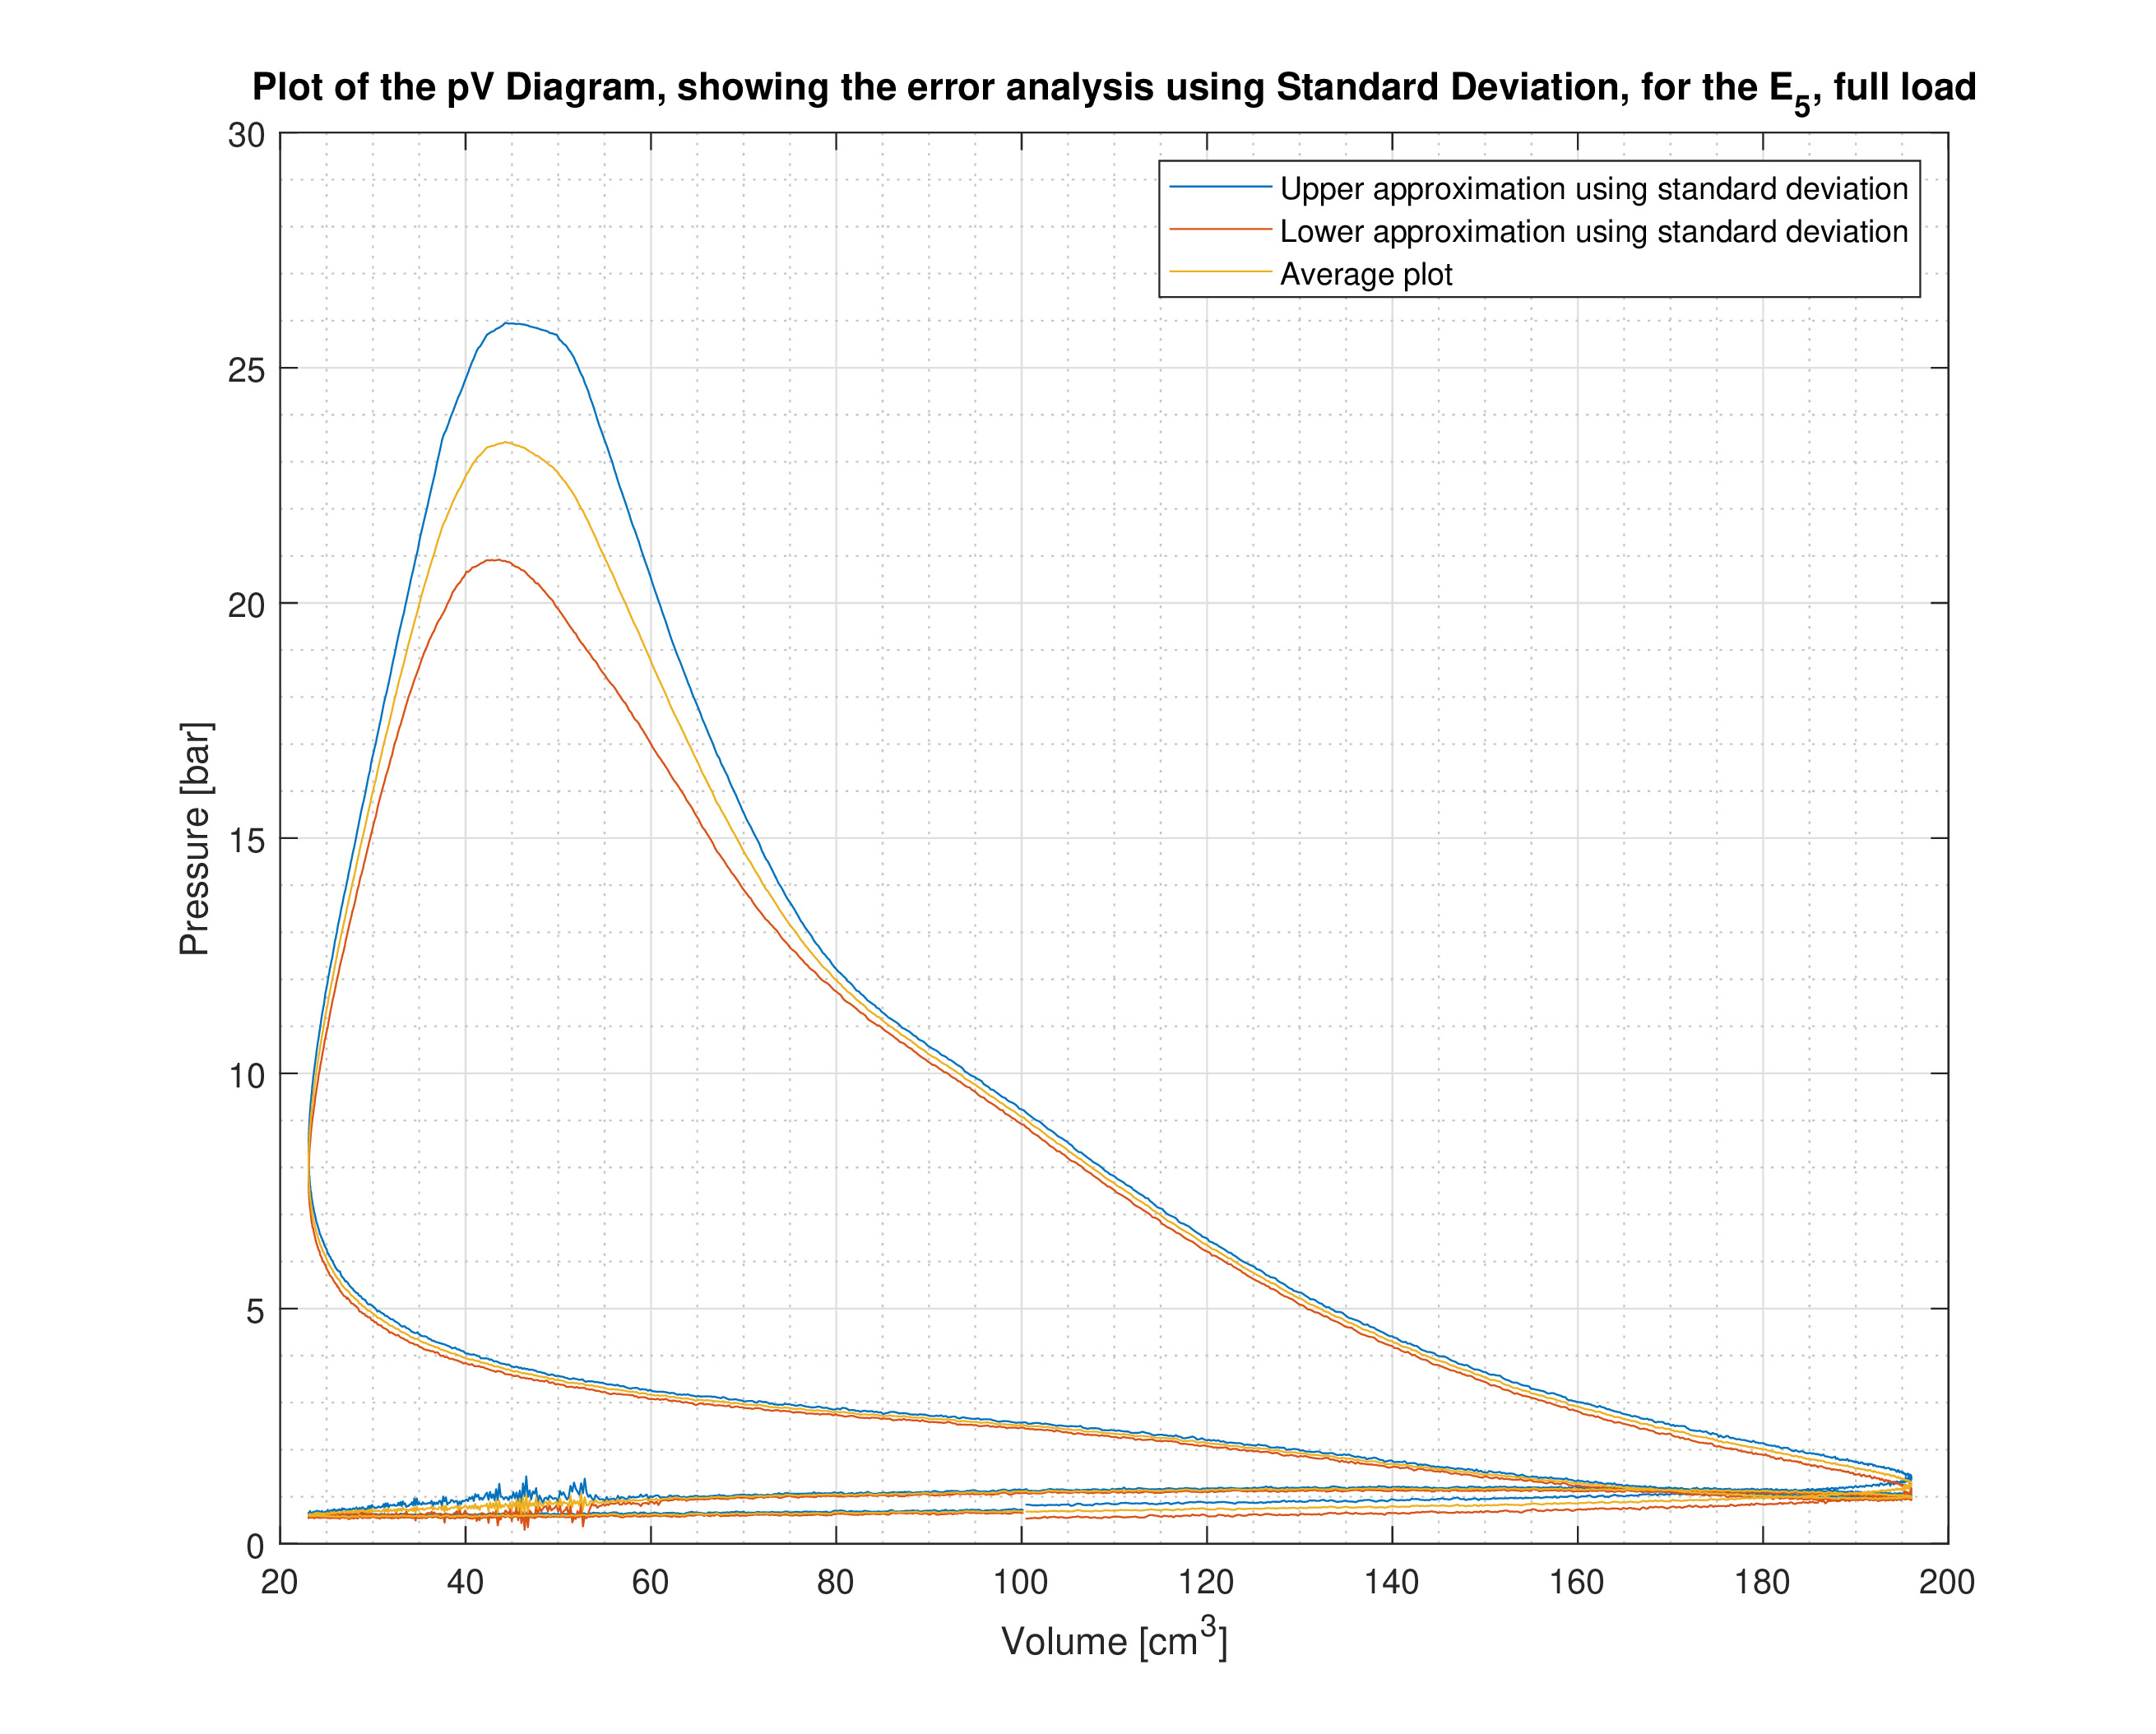 Plot of the pV Diagram, showing the error analysis using Standard Deviation, for the E5, full load
Upper approximation using standard deviation
Lower approximation using standard deviation
Average plot
30
25
20
15
10
5
0
Pressure [bar]
20 40 60 80 100 120 140 160 180 200
Volume [cm³]